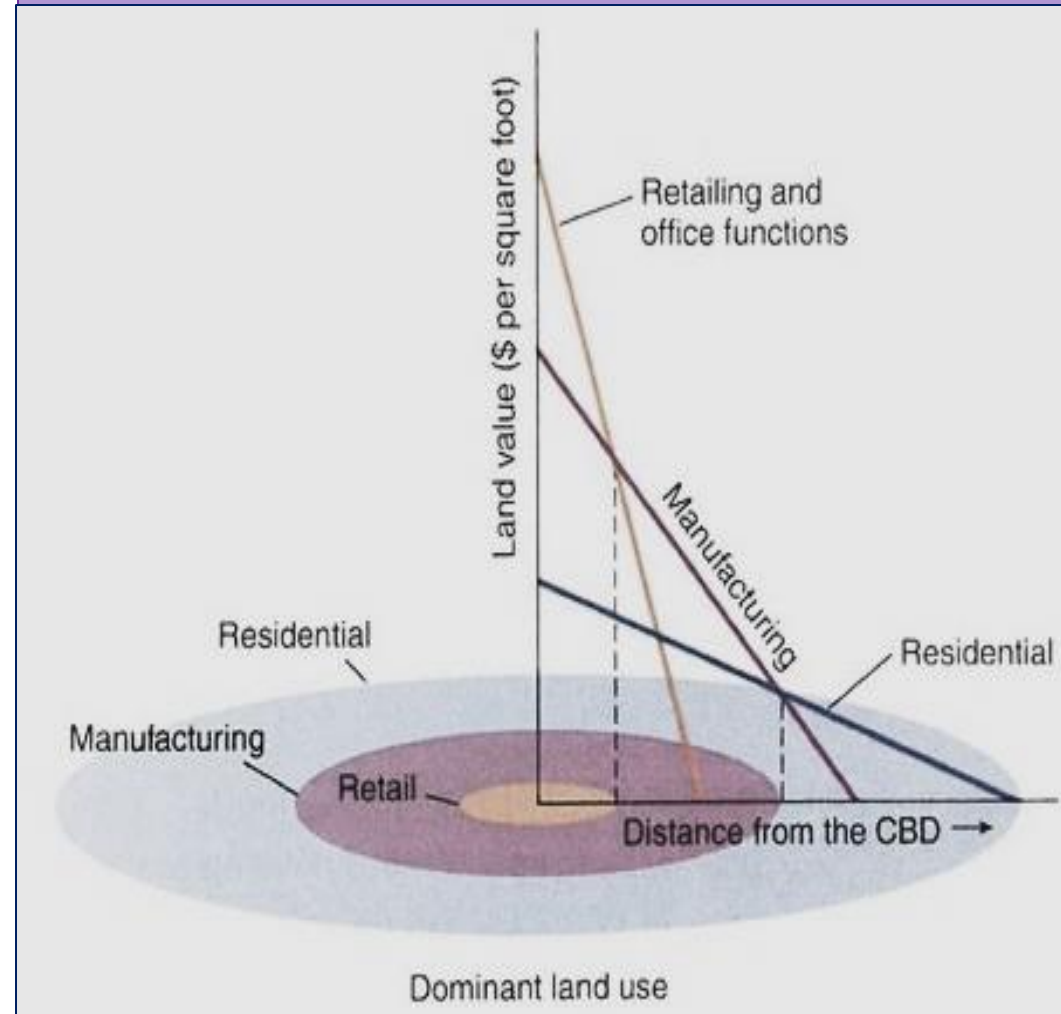 Land value ($ per square foot)
Retailing and
office functions
Manufacturing
Residential
Residential
Manufacturing
Retail
Distance from the CBD
Dominant land use